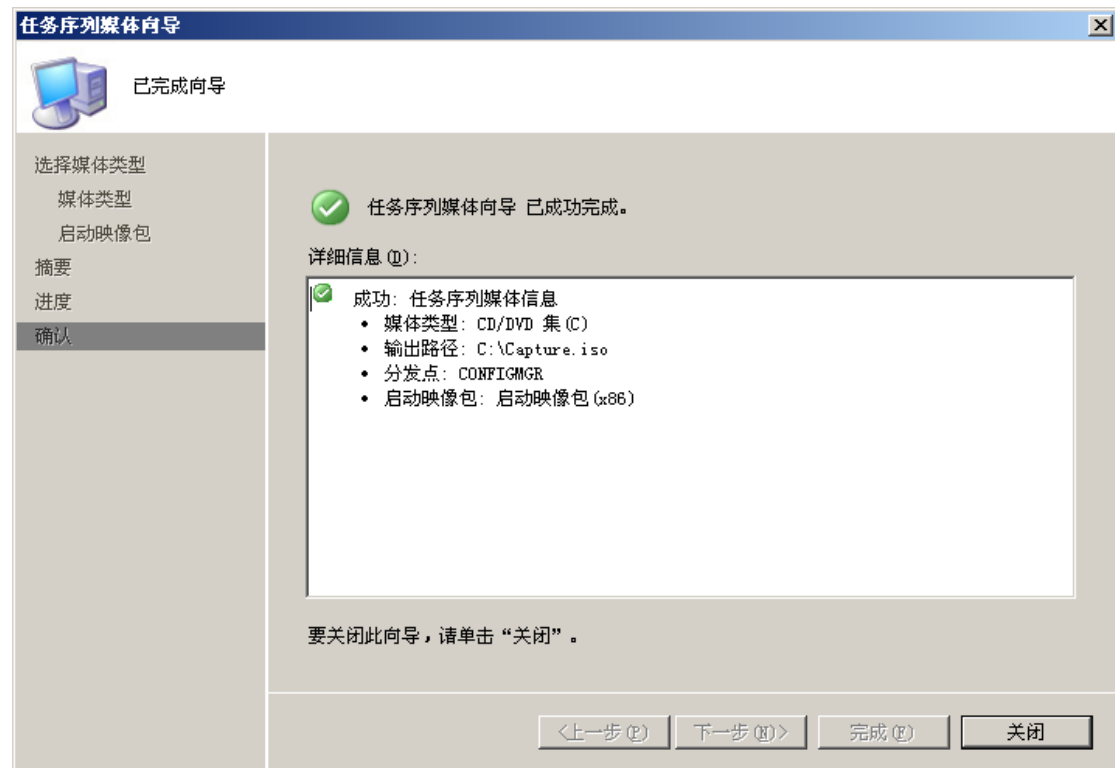 任务序列媒体向导
已完成向导
选择媒体类型
媒体类型
启动映像包
摘要
进度
确认
任务序列媒体向导 已成功完成。
详细信息(D):
成功: 任务序列媒体信息
• 媒体类型: CD/DVD 集(C)
• 输出路径: C:\Capture.iso
• 分发点: CONFIGMGR
• 启动映像包: 启动映像包(x86)
要关闭此向导，请单击“关闭”。
<上一步(P) 下一步(N)> 完成(F) 关闭